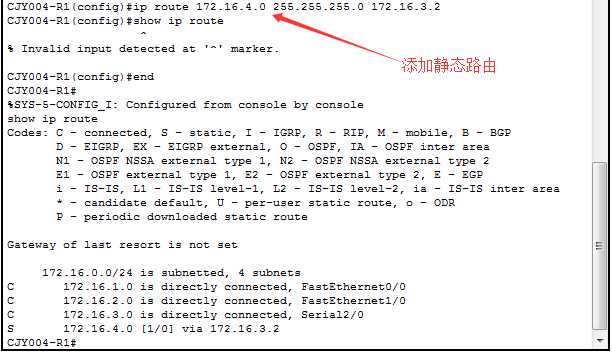 CJY004-R1(config)#ip route 172.16.4.0 255.255.255.0 172.16.3.2
CJY004-R1(config)#show ip route
^
% Invalid input detected at '^' marker.
添加静态路由
CJY004-R1(config)#end
CJY004-R1#
%SYS-5-CONFIG_I: Configured from console by console
show ip route
Codes: C - connected, S - static, I - IGRP, R - RIP, M - mobile, B - BGP
D - EIGRP, EX - EIGRP external, O - OSPF, IA - OSPF inter area
N1 - OSPF NSSA external type 1, N2 - OSPF NSSA external type 2
E1 - OSPF external type 1, E2 - OSPF external type 2, E - EGP
i - IS-IS, L1 - IS-IS level-1, L2 - IS-IS level-2, ia - IS-IS inter area
* - candidate default, U - per-user static route, o - ODR
P - periodic downloaded static route
Gateway of last resort is not set
172.16.0.0/24 is subnetted, 4 subnets
C 172.16.1.0 is directly connected, FastEthernet0/0
C 172.16.2.0 is directly connected, FastEthernet1/0
C 172.16.3.0 is directly connected, Serial2/0
S 172.16.4.0 [1/0] via 172.16.3.2
CJY004-R1#